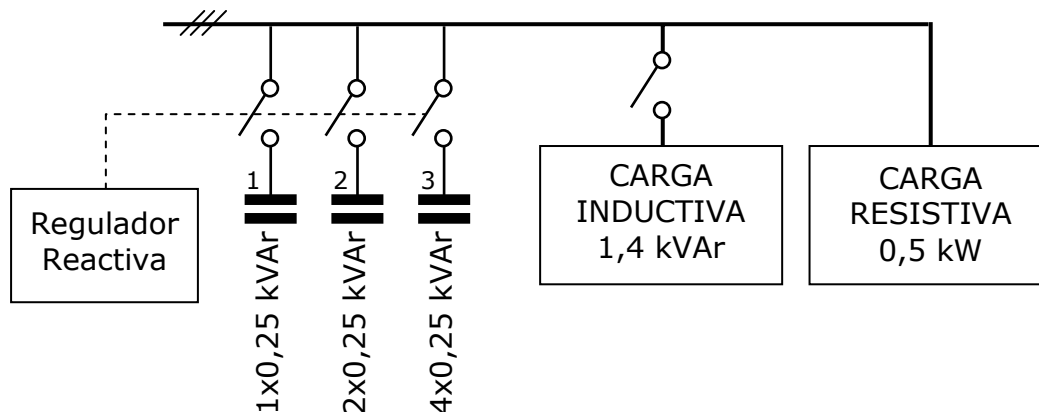 1
2
3
Regulador
Reactiva
1x0,25 kVAr
2x0,25 kVAr
4x0,25 kVAr
CARGA
INDUCTIVA
1,4 kVAr
CARGA
RESISTIVA
0,5 kW